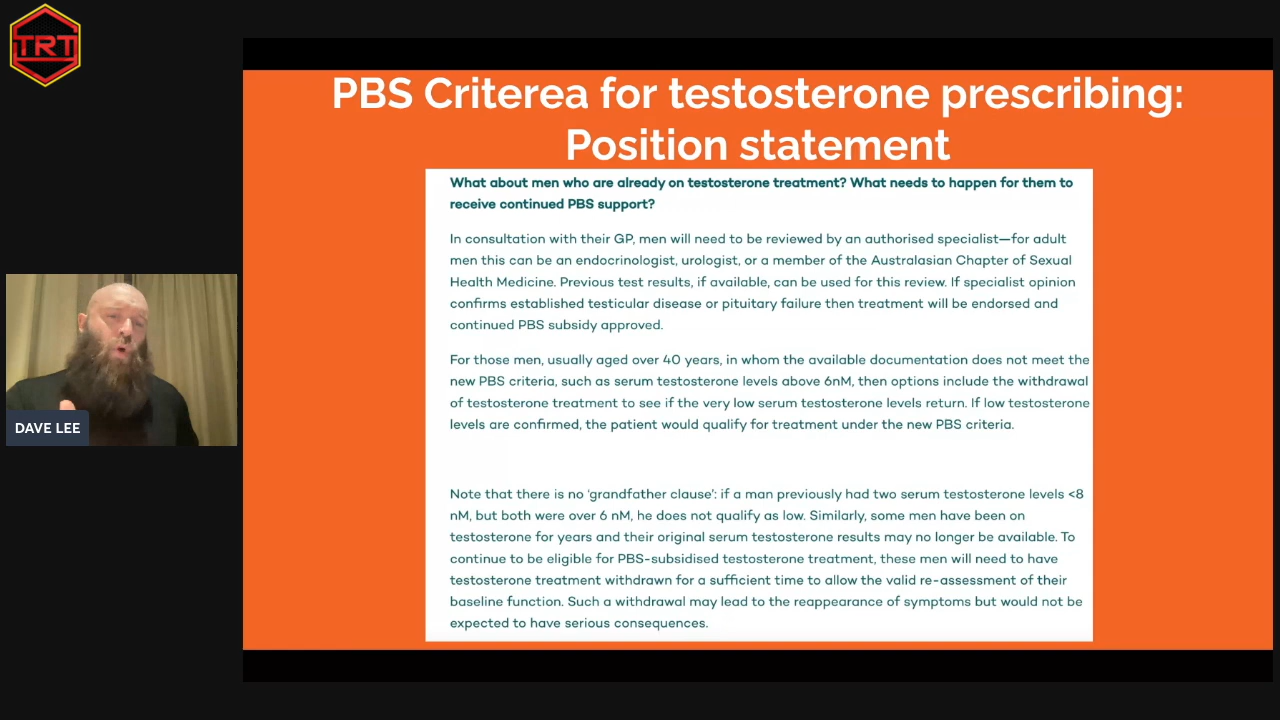 TRT
PBS Criterea for testosterone prescribing:
Position statement
What about men who are already on testosterone treatment? What needs to happen for them to
receive continued PBS support?
In consultation with their GP, men will need to be reviewed by an authorised specialist—for adult
men this can be an endocrinologist, urologist, or a member of the Australasian Chapter of Sexual
Health Medicine. Previous test results, if available, can be used for this review. If specialist opinion
confirms established testicular disease or pituitary failure then treatment will be endorsed and
continued PBS subsidy approved.
For those men, usually aged over 40 years, in whom the available documentation does not meet the
new PBS criteria, such as serum testosterone levels above 6nM, then options include the withdrawal
of testosterone treatment to see if the very low serum testosterone levels return. If low testosterone
levels are confirmed, the patient would qualify for treatment under the new PBS criteria.
Note that there is no 'grandfather clause': if a man previously had two serum testosterone levels <8
nM, but both were over 6 nM, he does not qualify as low. Similarly, some men have been on
testosterone for years and their original serum testosterone results may no longer be available. To
continue to be eligible for PBS-subsidised testosterone treatment, these men will need to have
testosterone treatment withdrawn for a sufficient time to allow the valid re-assessment of their
baseline function. Such a withdrawal may lead to the reappearance of symptoms but would not be
expected to have serious consequences.
DAVE LEE